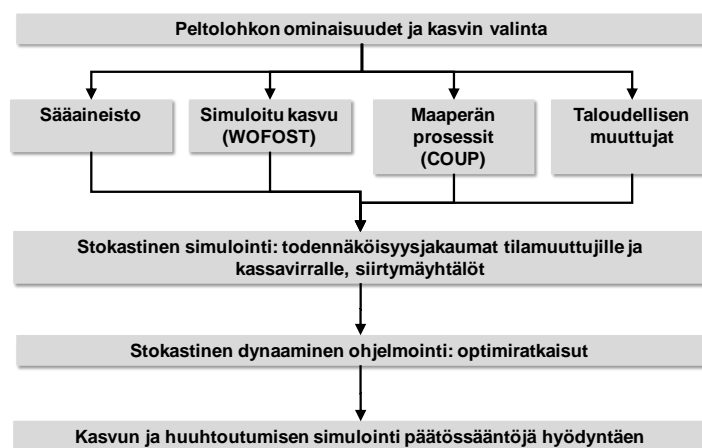 Peltolohkon ominaisuudet ja kasvin valinta
Sääaineisto
Simuloitu kasvu
(WOFOST)
Maaperän
prosessit
(COUP)
Taloudellisen
muuttujat
Stokastinen simulointi: todennäköisyysjakaumat tilamuuttujille ja
kassavirralle, siirtymäyhtälöt
Stokastinen dynaaminen ohjelmointi: optimiratkaisut
Kasvun ja huuhtoutumisen simulointi päätössääntöjä hyödyntäen